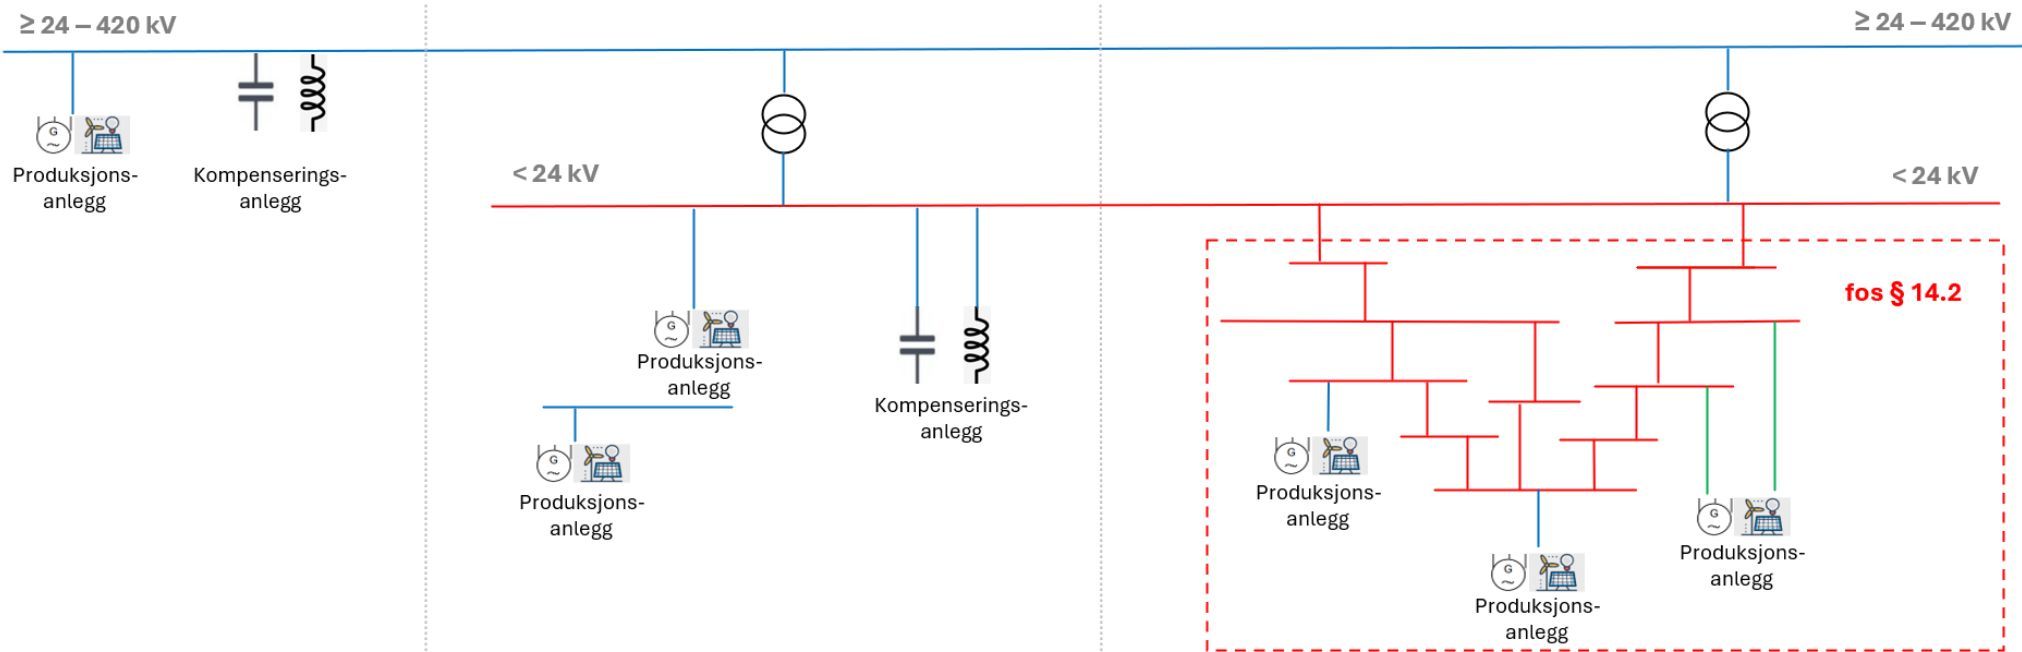 ≥ 24 – 420 kV
≥ 24 – 420 kV
G
Produksjons-
anlegg
Kompenserings-
anlegg
< 24 kV
< 24 kV
G
Produksjons-
anlegg
Kompenserings-
anlegg
G
Produksjons-
anlegg
fos § 14.2
G
Produksjons-
anlegg
G
Produksjons-
anlegg
G
Produksjons-
anlegg